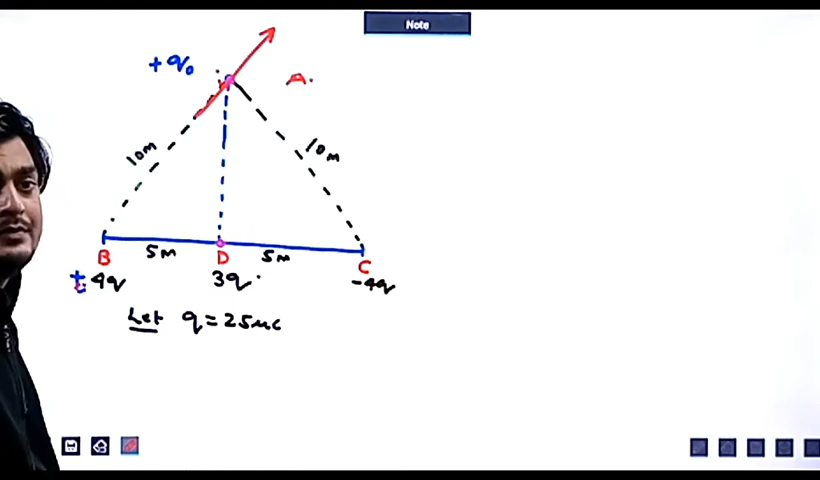 Note
+q₀
A.
10m
10m
5m
5m
B
D
C
+4q
3q.
-4q
Let q = 25μc